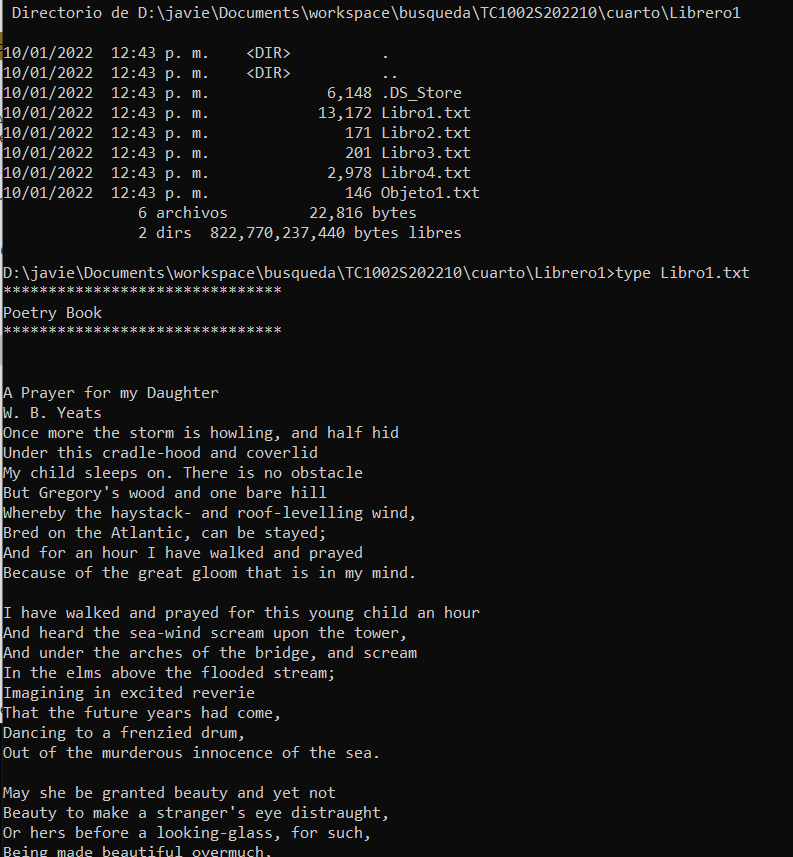 Directorio de D:\javie\Documents\workspace\busqueda\TC1002S202210\cuarto\Librero1
10/01/2022  12:43 p. m.    <DIR>          .
10/01/2022  12:43 p. m.    <DIR>          ..
10/01/2022  12:43 p. m.             6,148 .DS_Store
10/01/2022  12:43 p. m.            13,172 Libro1.txt
10/01/2022  12:43 p. m.               171 Libro2.txt
10/01/2022  12:43 p. m.               201 Libro3.txt
10/01/2022  12:43 p. m.             2,978 Libro4.txt
10/01/2022  12:43 p. m.               146 Objeto1.txt
6 archivos         22,816 bytes
2 dirs  822,770,237,440 bytes libres
D:\javie\Documents\workspace\busqueda\TC1002S202210\cuarto\Librero1>type Libro1.txt
*******************************
Poetry Book
*******************************
A Prayer for my Daughter
W. B. Yeats
Once more the storm is howling, and half hid
Under this cradle-hood and coverlid
My child sleeps on. There is no obstacle
But Gregory's wood and one bare hill
Whereby the haystack- and roof-levelling wind,
Bred on the Atlantic, can be stayed;
And for an hour I have walked and prayed
Because of the great gloom that is in my mind.
I have walked and prayed for this young child an hour
And heard the sea-wind scream upon the tower,
And under the arches of the bridge, and scream
In the elms above the flooded stream;
Imagining in excited reverie
That the future years had come,
Dancing to a frenzied drum,
Out of the murderous innocence of the sea.
May she be granted beauty and yet not
Beauty to make a stranger's eye distraught,
Or hers before a looking-glass, for such,
Being made beautiful overmuch,